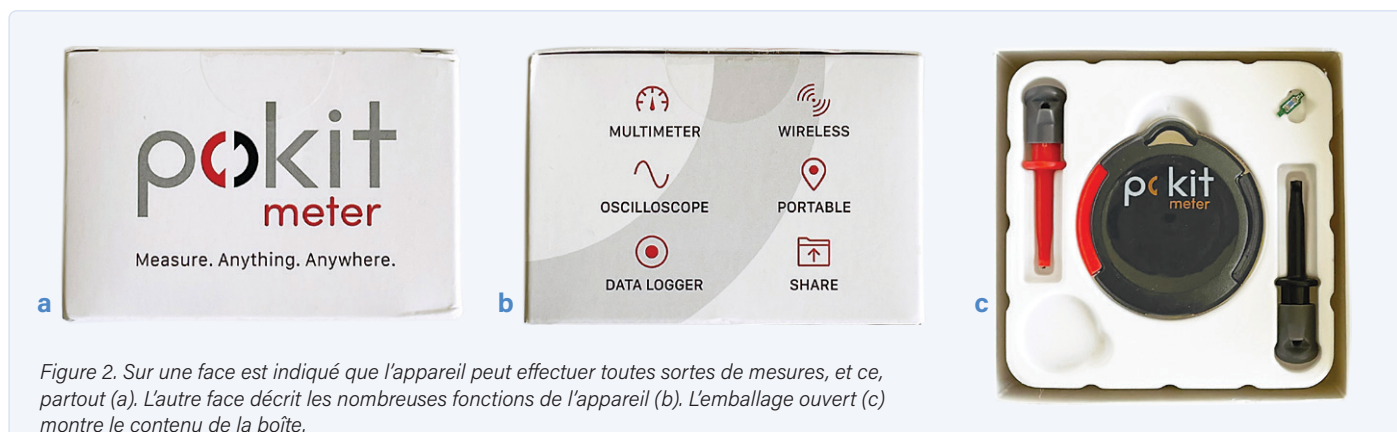 pokit
meter
Measure. Anything. Anywhere.
a
MULTIMETER
WIRELESS
OSCILLOSCOPE
PORTABLE
DATA LOGGER
SHARE
b
pokit
meter
c
Figure 2. Sur une face est indiqué que l'appareil peut effectuer toutes sortes de mesures, et ce,
partout (a). L'autre face décrit les nombreuses fonctions de l'appareil (b). L'emballage ouvert (c)
montre le contenu de la boîte.